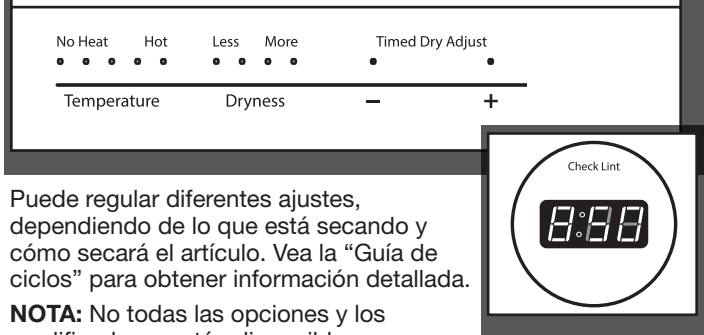 No Heat Hot Less More Timed Dry Adjust
Temperature Dryness – +
Check Lint
8:50
Puede regular diferentes ajustes,
dependiendo de lo que está secando y
cómo secará el artículo. Vea la “Guía de
ciclos” para obtener información detallada.
NOTA: No todas las opciones y los